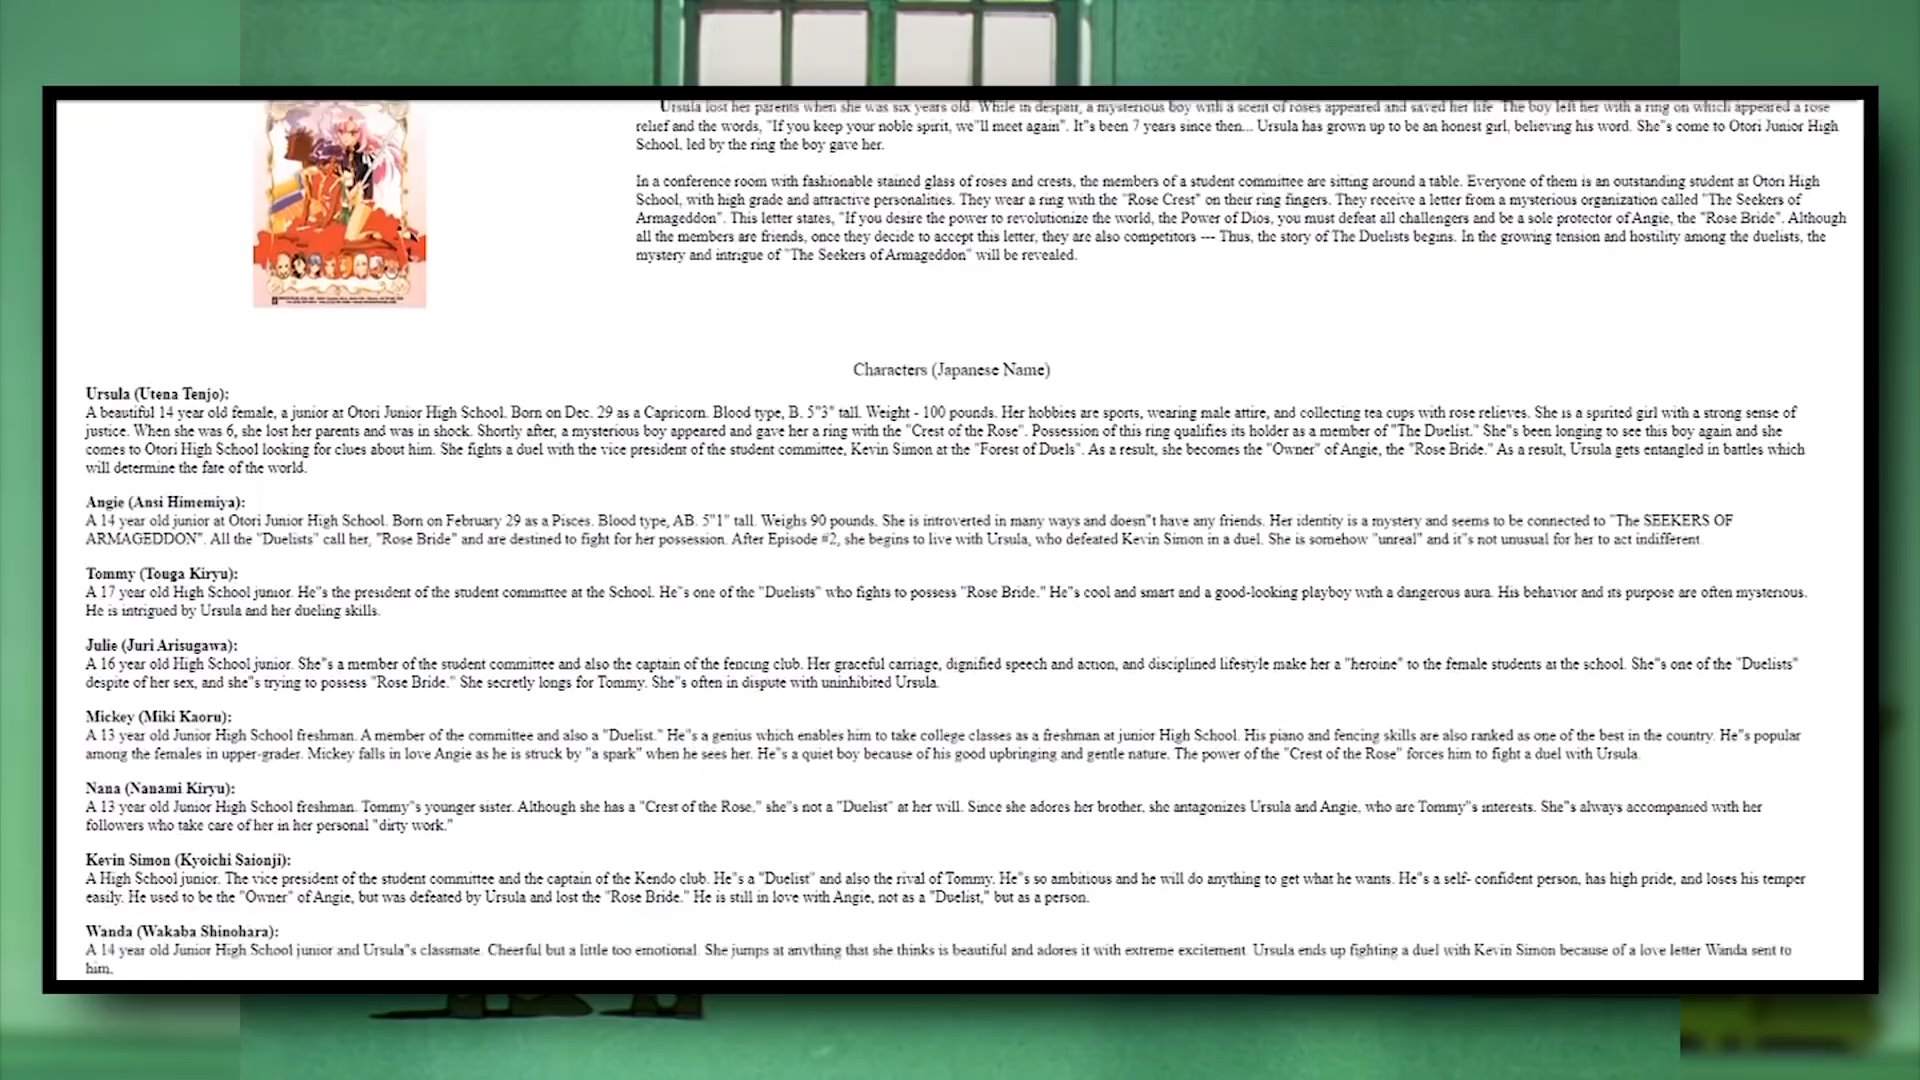 Ursula lost her parents when she was six years old. While in despair, a mysterious boy with a scent of roses appeared and saved her life. The boy left her with a ring on which appeared a rose
relief and the words, "If you keep your noble spirit, we"ll meet again". It"s been 7 years since then... Ursula has grown up to be an honest girl, believing his word. She"s come to Otori Junior High
School, led by the ring the boy gave her.
In a conference room with fashionable stained glass of roses and crests, the members of a student committee are sitting around a table. Everyone of them is an outstanding student at Otori High
School, with high grade and attractive personalities. They wear a ring with the "Rose Crest" on their ring fingers. They receive a letter from a mysterious organization called "The Seekers of
Armageddon". This letter states, "If you desire the power to revolutionize the world, the Power of Dios, you must defeat all challengers and be a sole protector of Angie, the "Rose Bride". Although
all the members are friends, once they decide to accept this letter, they are also competitors --- Thus, the story of The Duelists begins. In the growing tension and hostility among the duelists, the
mystery and intrigue of "The Seekers of Armageddon" will be revealed.
Characters (Japanese Name)
Ursula (Utena Tenjo):
A beautiful 14 year old female, a junior at Otori Junior High School. Born on Dec. 29 as a Capricorn. Blood type, B. 5"3" tall. Weight - 100 pounds. Her hobbies are sports, wearing male attire, and collecting tea cups with rose relieves. She is a spirited girl with a strong sense of
justice. When she was 6, she lost her parents and was in shock. Shortly after, a mysterious boy appeared and gave her a ring with the "Crest of the Rose". Possession of this ring qualifies its holder as a member of "The Duelist." She"s been longing to see this boy again and she
comes to Otori High School looking for clues about him. She fights a duel with the vice president of the student committee, Kevin Simon at the "Forest of Duels". As a result, she becomes the "Owner" of Angie, the "Rose Bride." As a result, Ursula gets entangled in battles which
will determine the fate of the world.
Angie (Ansi Himemiya):
A 14 year old junior at Otori Junior High School. Born on February 29 as a Pisces. Blood type, AB. 5"1" tall. Weighs 90 pounds. She is introverted in many ways and doesn"t have any friends. Her identity is a mystery and seems to be connected to "The SEEKERS OF
ARMAGEDDON". All the "Duelists" call her, "Rose Bride" and are destined to fight for her possession. After Episode #2, she begins to live with Ursula, who defeated Kevin Simon in a duel. She is somehow "unreal" and it"s not unusual for her to act indifferent.
Tommy (Touga Kiryu):
A 17 year old High School junior. He"s the president of the student committee at the School. He"s one of the "Duelists" who fights to possess "Rose Bride." He"s cool and smart and a good-looking playboy with a dangerous aura. His behavior and its purpose are often mysterious.
He is intrigued by Ursula and her dueling skills.
Julie (Juri Arisugawa):
A 16 year old High School junior. She"s a member of the student committee and also the captain of the fencing club. Her graceful carriage, dignified speech and action, and disciplined lifestyle make her a "heroine" to the female students at the school. She"s one of the "Duelists"
despite of her sex, and she"s trying to possess "Rose Bride." She secretly longs for Tommy. She"s often in dispute with uninhibited Ursula.
Mickey (Miki Kaoru):
A 13 year old Junior High School freshman. A member of the committee and also a "Duelist." He"s a genius which enables him to take college classes as a freshman at junior High School. His piano and fencing skills are also ranked as one of the best in the country. He"s popular
among the females in upper-grader. Mickey falls in love Angie as he is struck by "a spark" when he sees her. He"s a quiet boy because of his good upbringing and gentle nature. The power of the "Crest of the Rose" forces him to fight a duel with Ursula.
Nana (Nanami Kiryu):
A 13 year old Junior High School freshman. Tommy"s younger sister. Although she has a "Crest of the Rose," she"s not a "Duelist" at her will. Since she adores her brother, she antagonizes Ursula and Angie, who are Tommy"s interests. She"s always accompanied with her
followers who take care of her in her personal "dirty work."
Kevin Simon (Kyoichi Saionji):
A High School junior. The vice president of the student committee and the captain of the Kendo club. He"s a "Duelist" and also the rival of Tommy. He"s so ambitious and he will do anything to get what he wants. He"s a self- confident person, has high pride, and loses his temper
easily. He used to be the "Owner" of Angie, but was defeated by Ursula and lost the "Rose Bride." He is still in love with Angie, not as a "Duelist," but as a person.
Wanda (Wakaba Shinohara):
A 14 year old Junior High School junior and Ursula"s classmate. Cheerful but a little too emotional. She jumps at anything that she thinks is beautiful and adores it with extreme excitement. Ursula ends up fighting a duel with Kevin Simon because of a love letter Wanda sent to
him.